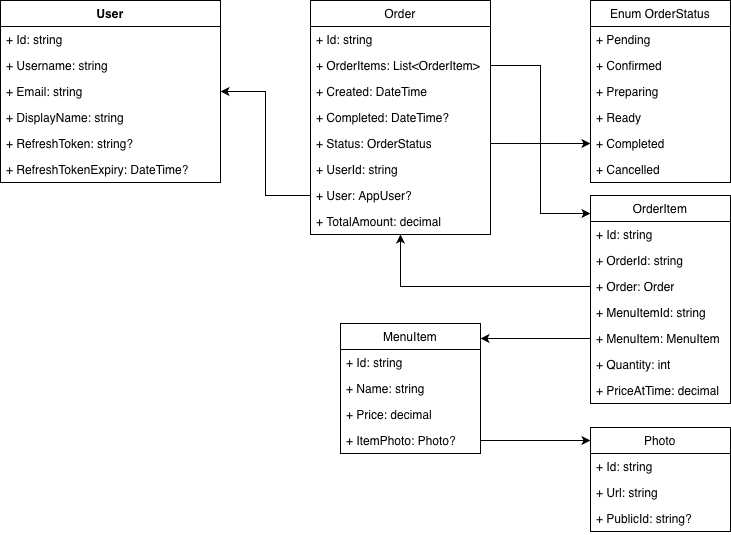 User
+ Id: string
+ Username: string
+ Email: string
+ DisplayName: string
+ RefreshToken: string?
+ RefreshTokenExpiry: DateTime?
Order
+ Id: string
+ OrderItems: List<OrderItem>
+ Created: DateTime
+ Completed: DateTime?
+ Status: OrderStatus
+ UserId: string
+ User: AppUser?
+ TotalAmount: decimal
Enum OrderStatus
+ Pending
+ Confirmed
+ Preparing
+ Ready
+ Completed
+ Cancelled
OrderItem
+ Id: string
+ OrderId: string
+ Order: Order
+ MenuItemId: string
+ MenuItem: MenuItem
+ Quantity: int
+ PriceAtTime: decimal
MenuItem
+ Id: string
+ Name: string
+ Price: decimal
+ ItemPhoto: Photo?
Photo
+ Id: string
+ Url: string
+ PublicId: string?